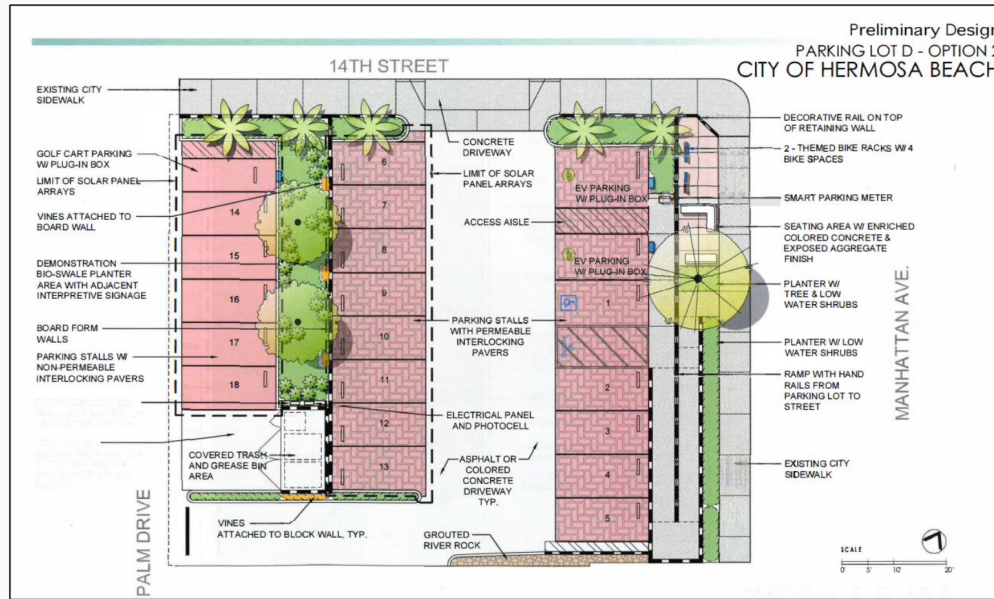 Preliminary Design
PARKING LOT D - OPTION 2
CITY OF HERMOSA BEACH
14TH STREET
EXISTING CITY
SIDEWALK
GOLF CART PARKING
W/ PLUG-IN BOX
LIMIT OF SOLAR PANEL
ARRAYS
VINES ATTACHED TO
BOARD WALL
DEMONSTRATION
BIO-SWALE PLANTER
AREA WITH ADJACENT
INTERPRETIVE SIGNAGE
BOARD FORM
WALLS
PARKING STALLS W/
NON-PERMEABLE
INTERLOCKING PAVERS
14
15
16
17
18
COVERED TRASH
AND GREASE BIN
AREA
VINES
ATTACHED TO BLOCK WALL, TYP.
PALM DRIVE
6
7
8
9
10
11
12
13
CONCRETE
DRIVEWAY
LIMIT OF SOLAR
PANEL ARRAYS
ACCESS AISLE
PARKING STALLS
WITH PERMEABLE
INTERLOCKING PAVERS
ELECTRICAL PANEL
AND PHOTOCELL
ASPHALT OR
COLORED
CONCRETE
DRIVEWAY
TYP.
GROUTED
RIVER ROCK
EV PARKING
W/ PLUG-IN BOX
EV PARKING
W/ PLUG-IN BOX
1
2
3
4
5
DECORATIVE RAIL ON TOP
OF RETAINING WALL
2 - THEMED BIKE RACKS W/ 4
BIKE SPACES
SMART PARKING METER
SEATING AREA W/ ENRICHED
COLORED CONCRETE &
EXPOSED AGGREGATE
FINISH
PLANTER W/
TREE & LOW
WATER SHRUBS
PLANTER W/ LOW
WATER SHRUBS
RAMP WITH HAND
RAILS FROM
PARKING LOT TO
STREET
EXISTING CITY
SIDEWALK
MANHATTAN AVE.
SCALE
0' 5' 10' 20'